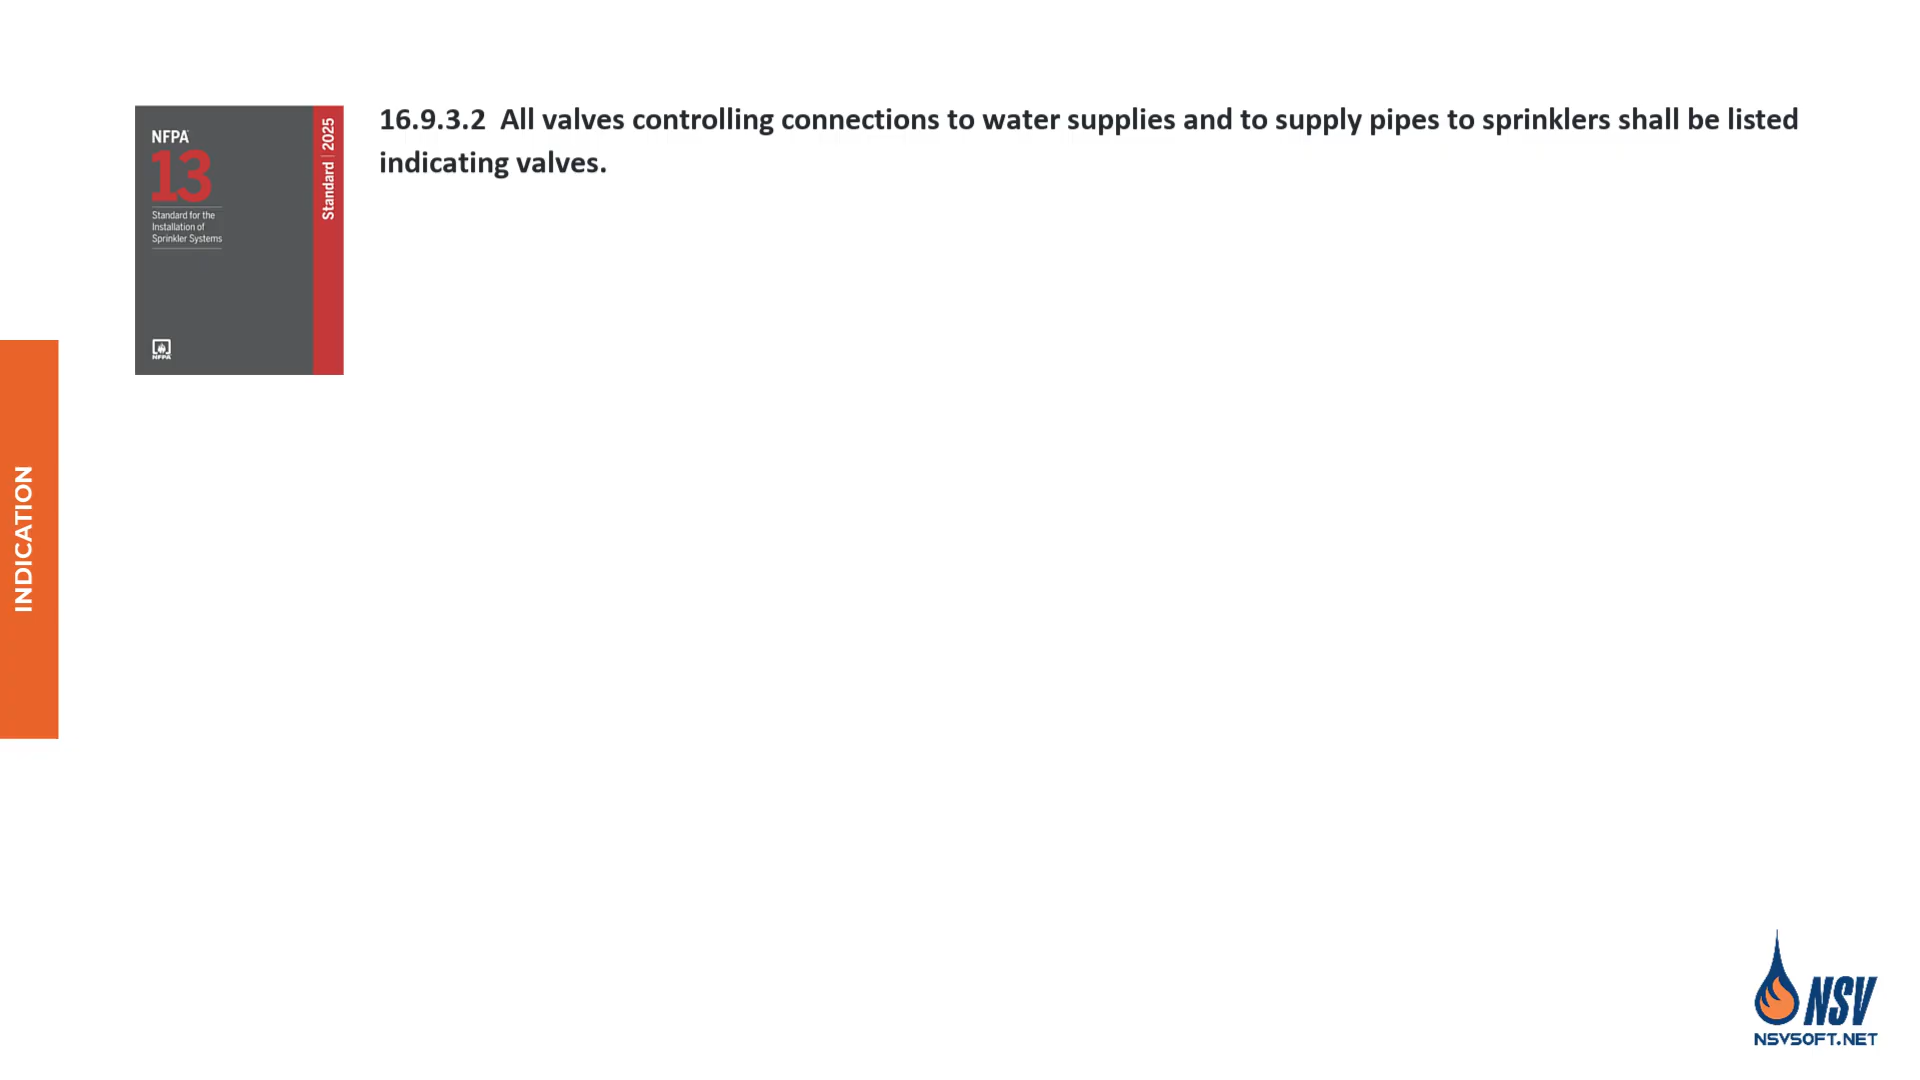 16.9.3.2 All valves controlling connections to water supplies and to supply pipes to sprinklers shall be listed
indicating valves.
NFPA
13
Standard for the
Installation of
Sprinkler Systems
Standard | 2025
NFPA
INDICATION
NSV
NSVSOFT.NET